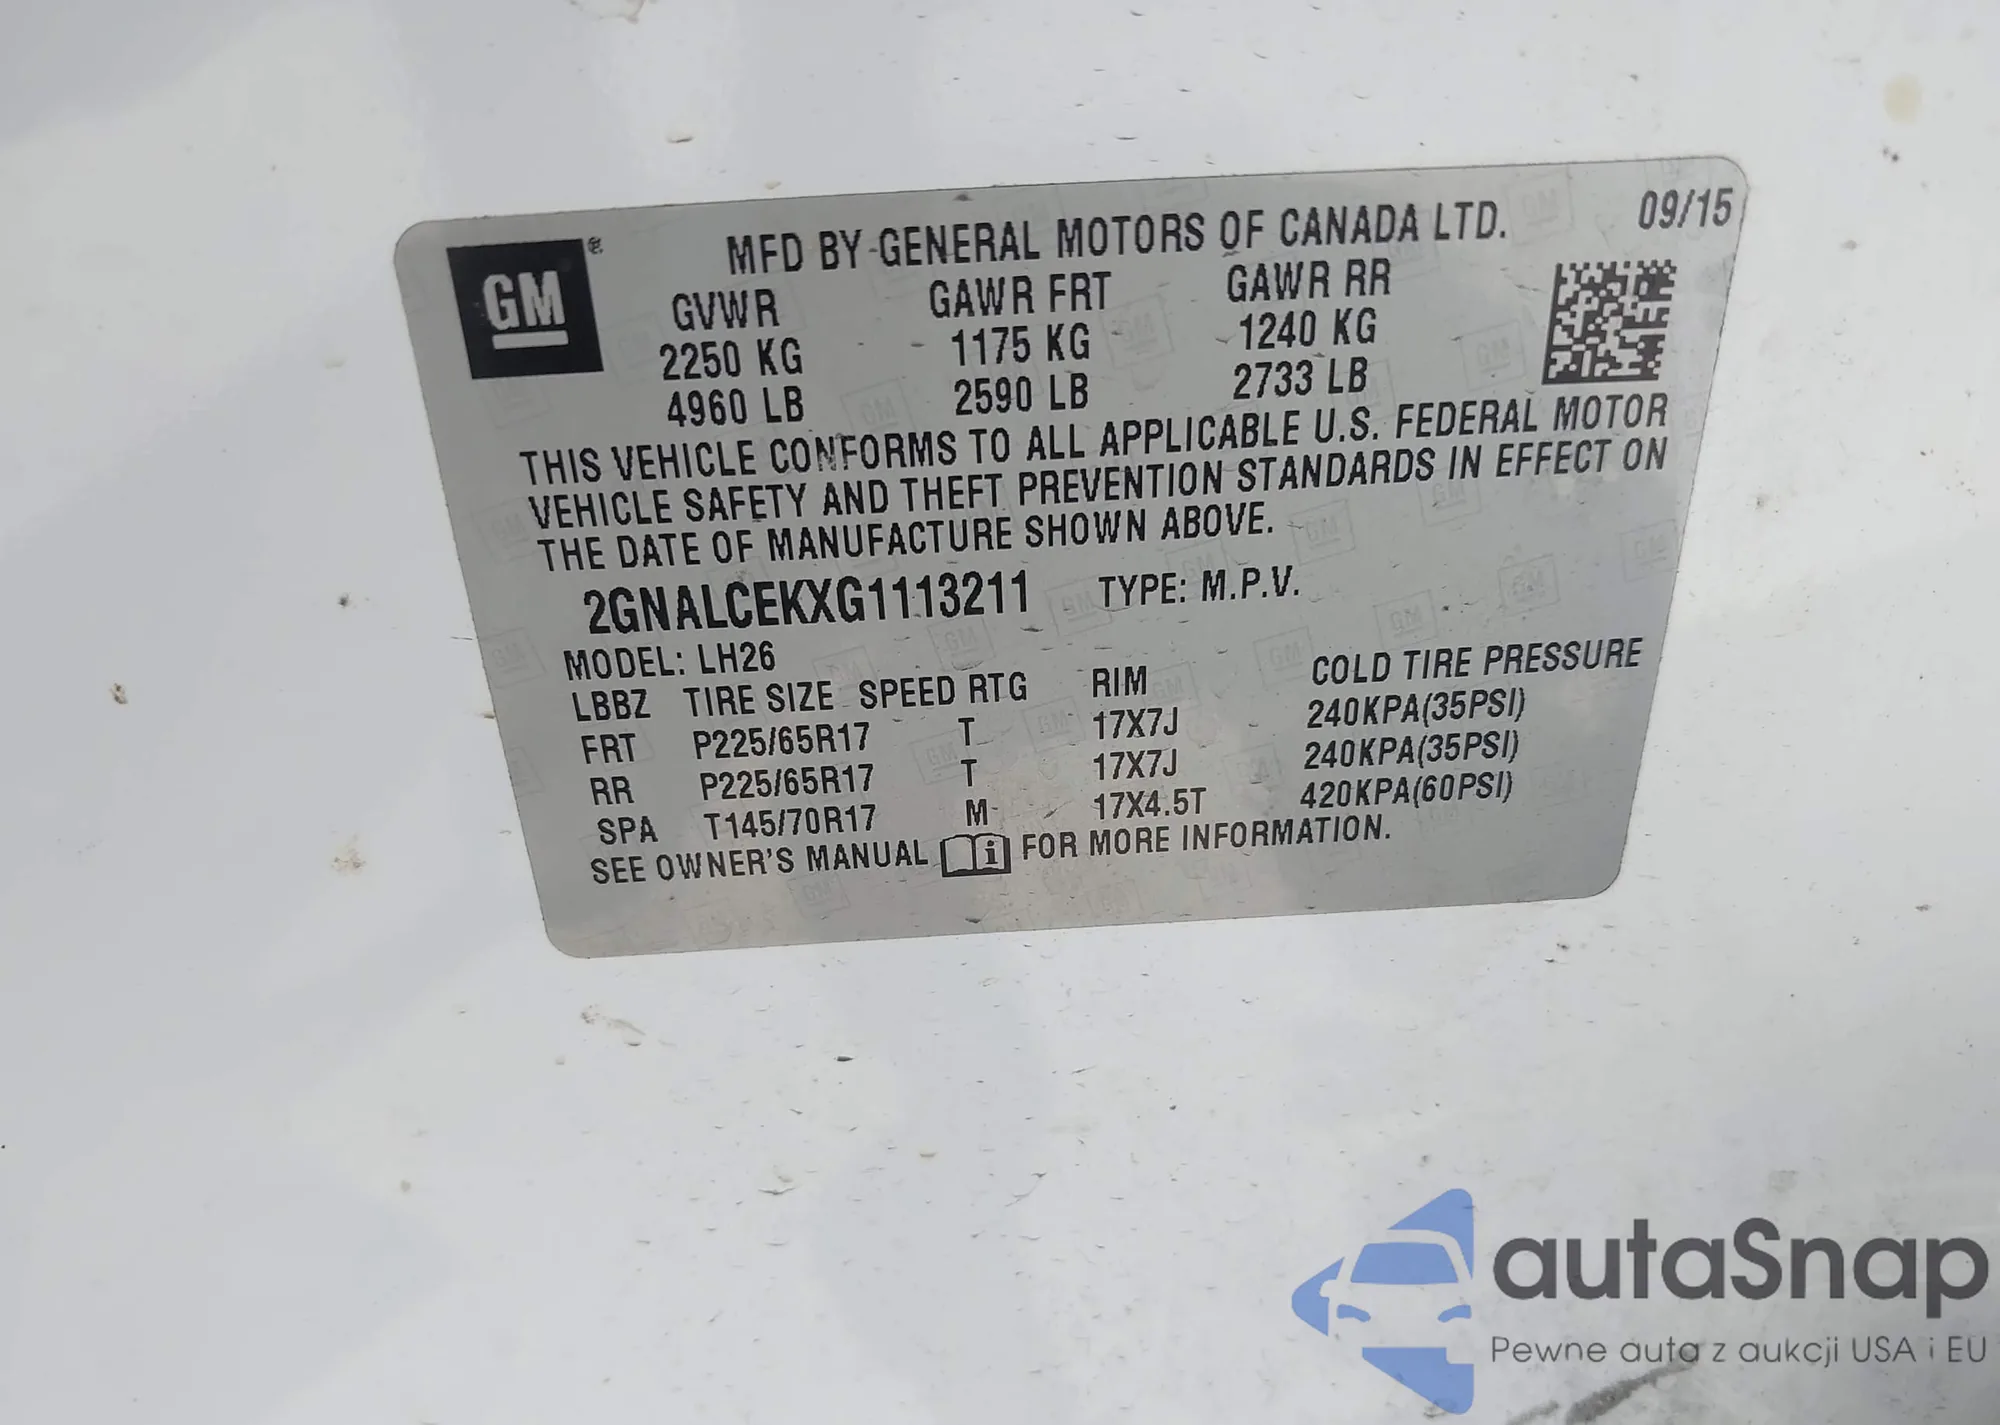 GM ®
MFD BY GENERAL MOTORS OF CANADA LTD. 09/15
GVWR GAWR FRT GAWR RR
2250 KG 1175 KG 1240 KG
4960 LB 2590 LB 2733 LB
THIS VEHICLE CONFORMS TO ALL APPLICABLE U.S. FEDERAL MOTOR
VEHICLE SAFETY AND THEFT PREVENTION STANDARDS IN EFFECT ON
THE DATE OF MANUFACTURE SHOWN ABOVE.
2GNALCEKXG1113211 TYPE: M.P.V.
MODEL: LH26
LBBZ TIRE SIZE SPEED RTG RIM COLD TIRE PRESSURE
FRT P225/65R17 T 17X7J 240KPA(35PSI)
RR P225/65R17 T 17X7J 240KPA(35PSI)
SPA T145/70R17 M 17X4.5T 420KPA(60PSI)
SEE OWNER'S MANUAL i FOR MORE INFORMATION.
autaSnap
Pewne auta z aukcji USA i EU